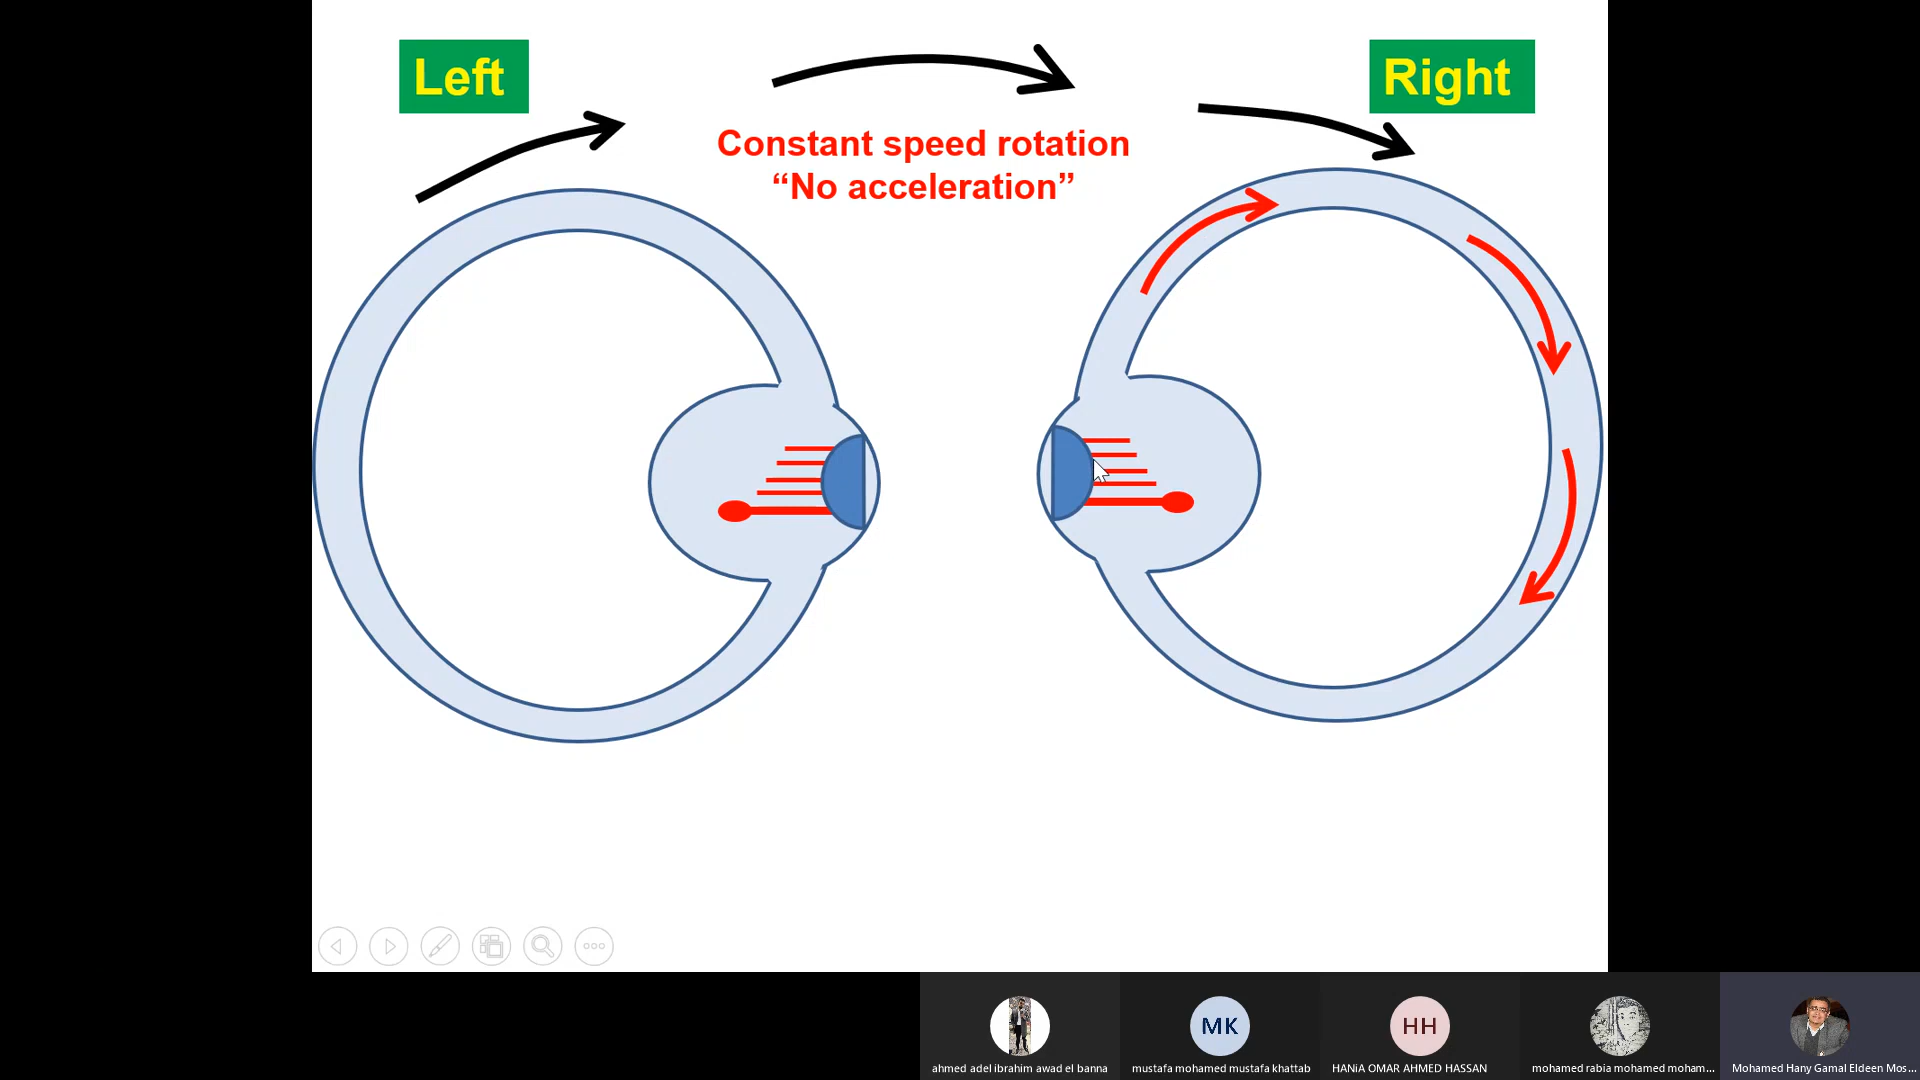 Left
Right
Constant speed rotation
“No acceleration”
MK
HH
ahmed adel ibrahim awad el banna
mustafa mohamed mustafa khattab
HANiA OMAR AHMED HASSAN
mohamed rabia mohamed moham...
Mohamed Hany Gamal Eldeen Mos...